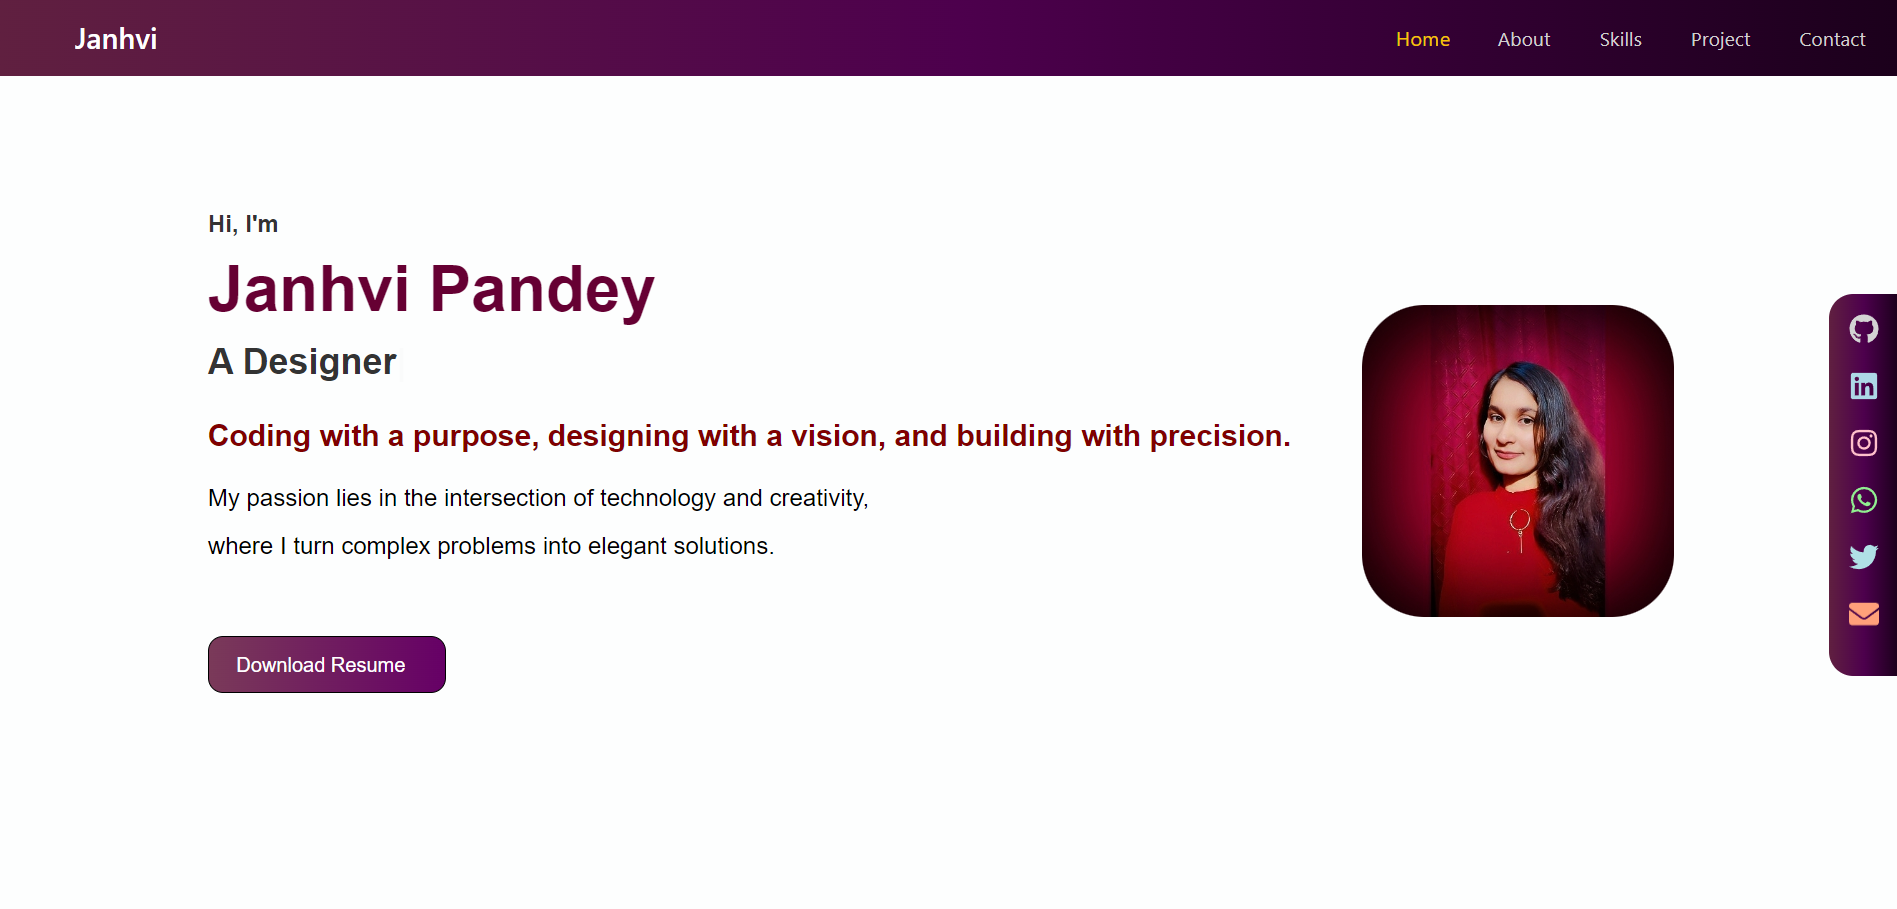 Janhvi
Home About Skills Project Contact
Hi, I'm
Janhvi Pandey
A Designer
Coding with a purpose, designing with a vision, and building with precision.
My passion lies in the intersection of technology and creativity,
where I turn complex problems into elegant solutions.
Download Resume
in